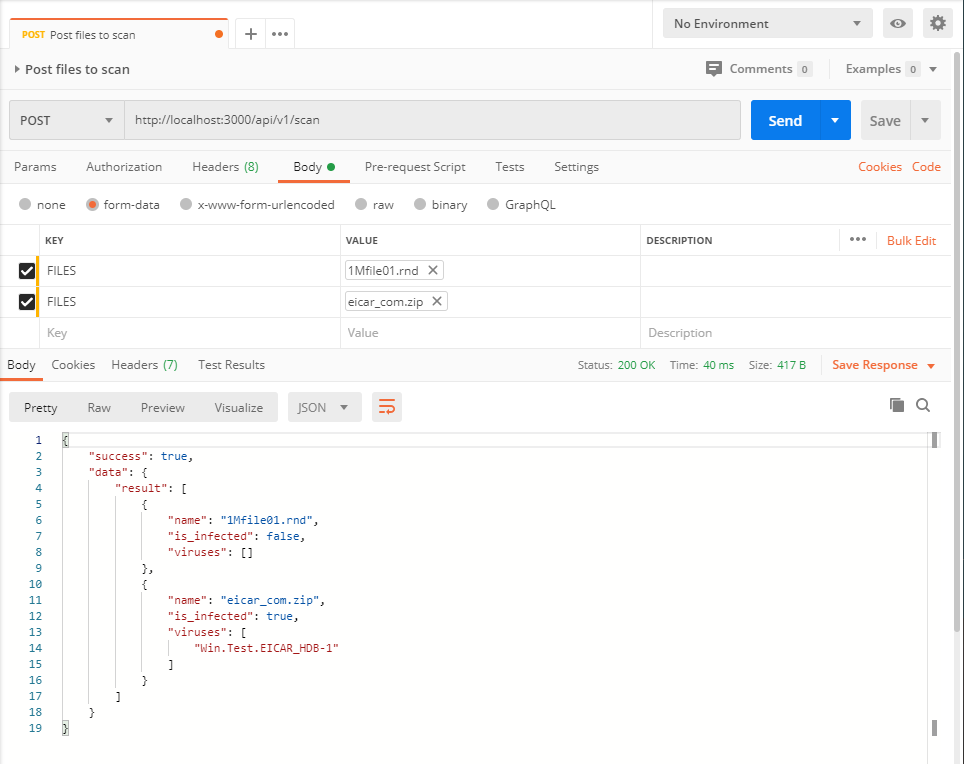 POST Post files to scan
No Environment
Post files to scan
Comments 0 Examples 0
POST http://localhost:3000/api/v1/scan Send Save
Params Authorization Headers (8) Body Pre-request Script Tests Settings Cookies Code
none form-data x-www-form-urlencoded raw binary GraphQL
KEY VALUE DESCRIPTION Bulk Edit
FILES 1Mfile01.rnd
FILES eicar_com.zip
Key Value Description
Body Cookies Headers (7) Test Results Status: 200 OK Time: 40 ms Size: 417 B Save Response
Pretty Raw Preview Visualize JSON
1 {
2 "success": true,
3 "data": {
4 "result": [
5 {
6 "name": "1Mfile01.rnd",
7 "is_infected": false,
8 "viruses": []
9 },
10 {
11 "name": "eicar_com.zip",
12 "is_infected": true,
13 "viruses": [
14 "Win.Test.EICAR_HDB-1"
15 ]
16 }
17 ]
18 }
19 }